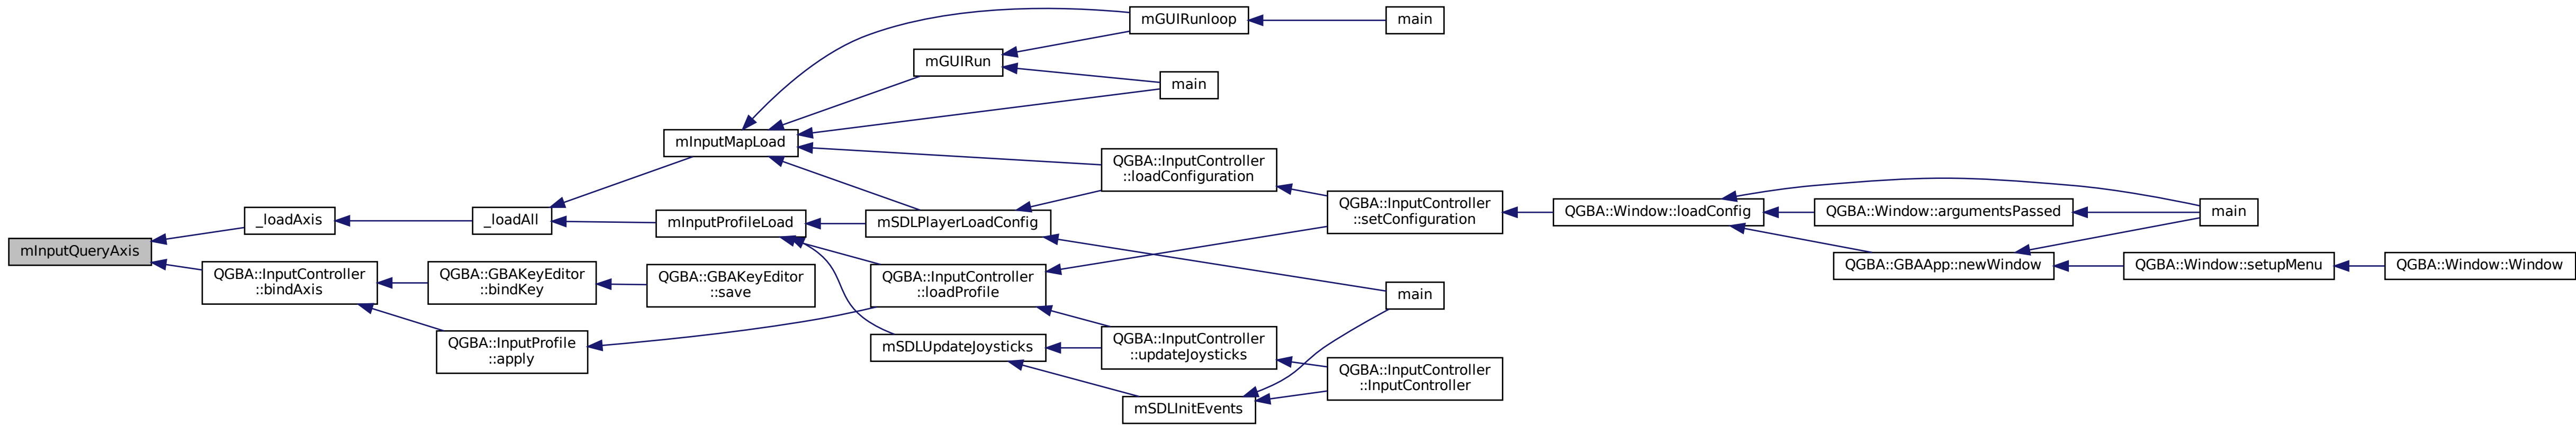 mInputQueryAxis
_loadAxis
QGBA::InputController
::bindAxis
_loadAll
QGBA::GBAKeyEditor
::bindKey
QGBA::InputProfile
::apply
mInputMapLoad
mInputProfileLoad
QGBA::GBAKeyEditor
::save
mGUIRun
mSDLPlayerLoadConfig
QGBA::InputController
::loadProfile
mSDLUpdateJoysticks
mGUIRunloop
main
QGBA::InputController
::loadConfiguration
QGBA::InputController
::updateJoysticks
mSDLInitEvents
main
QGBA::InputController
::setConfiguration
main
QGBA::InputController
::InputController
QGBA::Window::loadConfig
QGBA::Window::argumentsPassed
QGBA::GBAApp::newWindow
main
QGBA::Window::setupMenu
QGBA::Window::Window